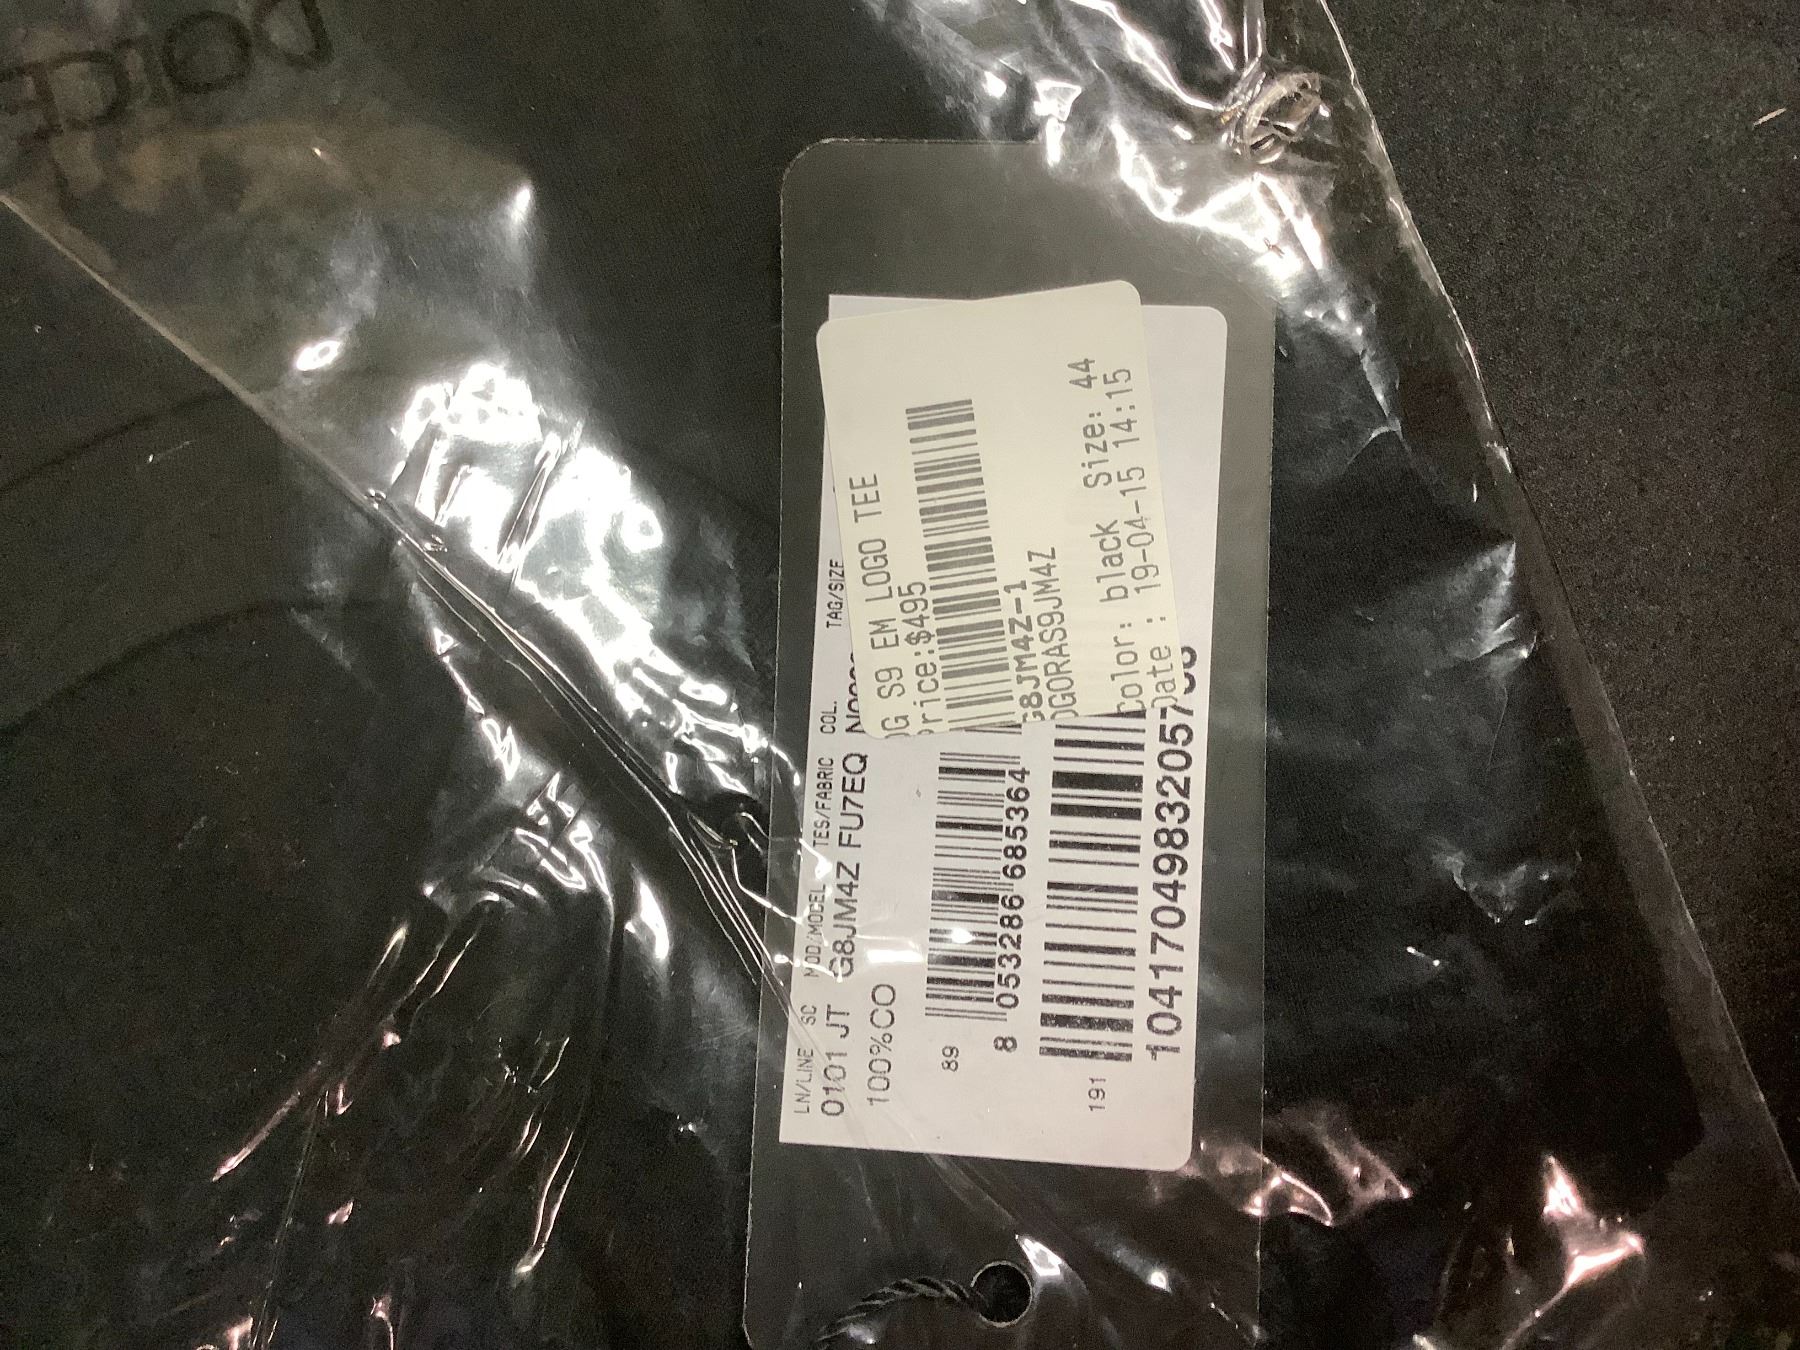 LN/LINE SC MOD/MODEL TES/FABRIC COL. TAG/SIZE
0101 JT G8JM4Z FU7EQ
100%CO
89
8 053286 685364
191
S9 EM LOGO TEE
Price:$495
G8JM4Z-1
DGORAS9JM4Z
Color: black Size: 44
Date: 19-04-15 14:15